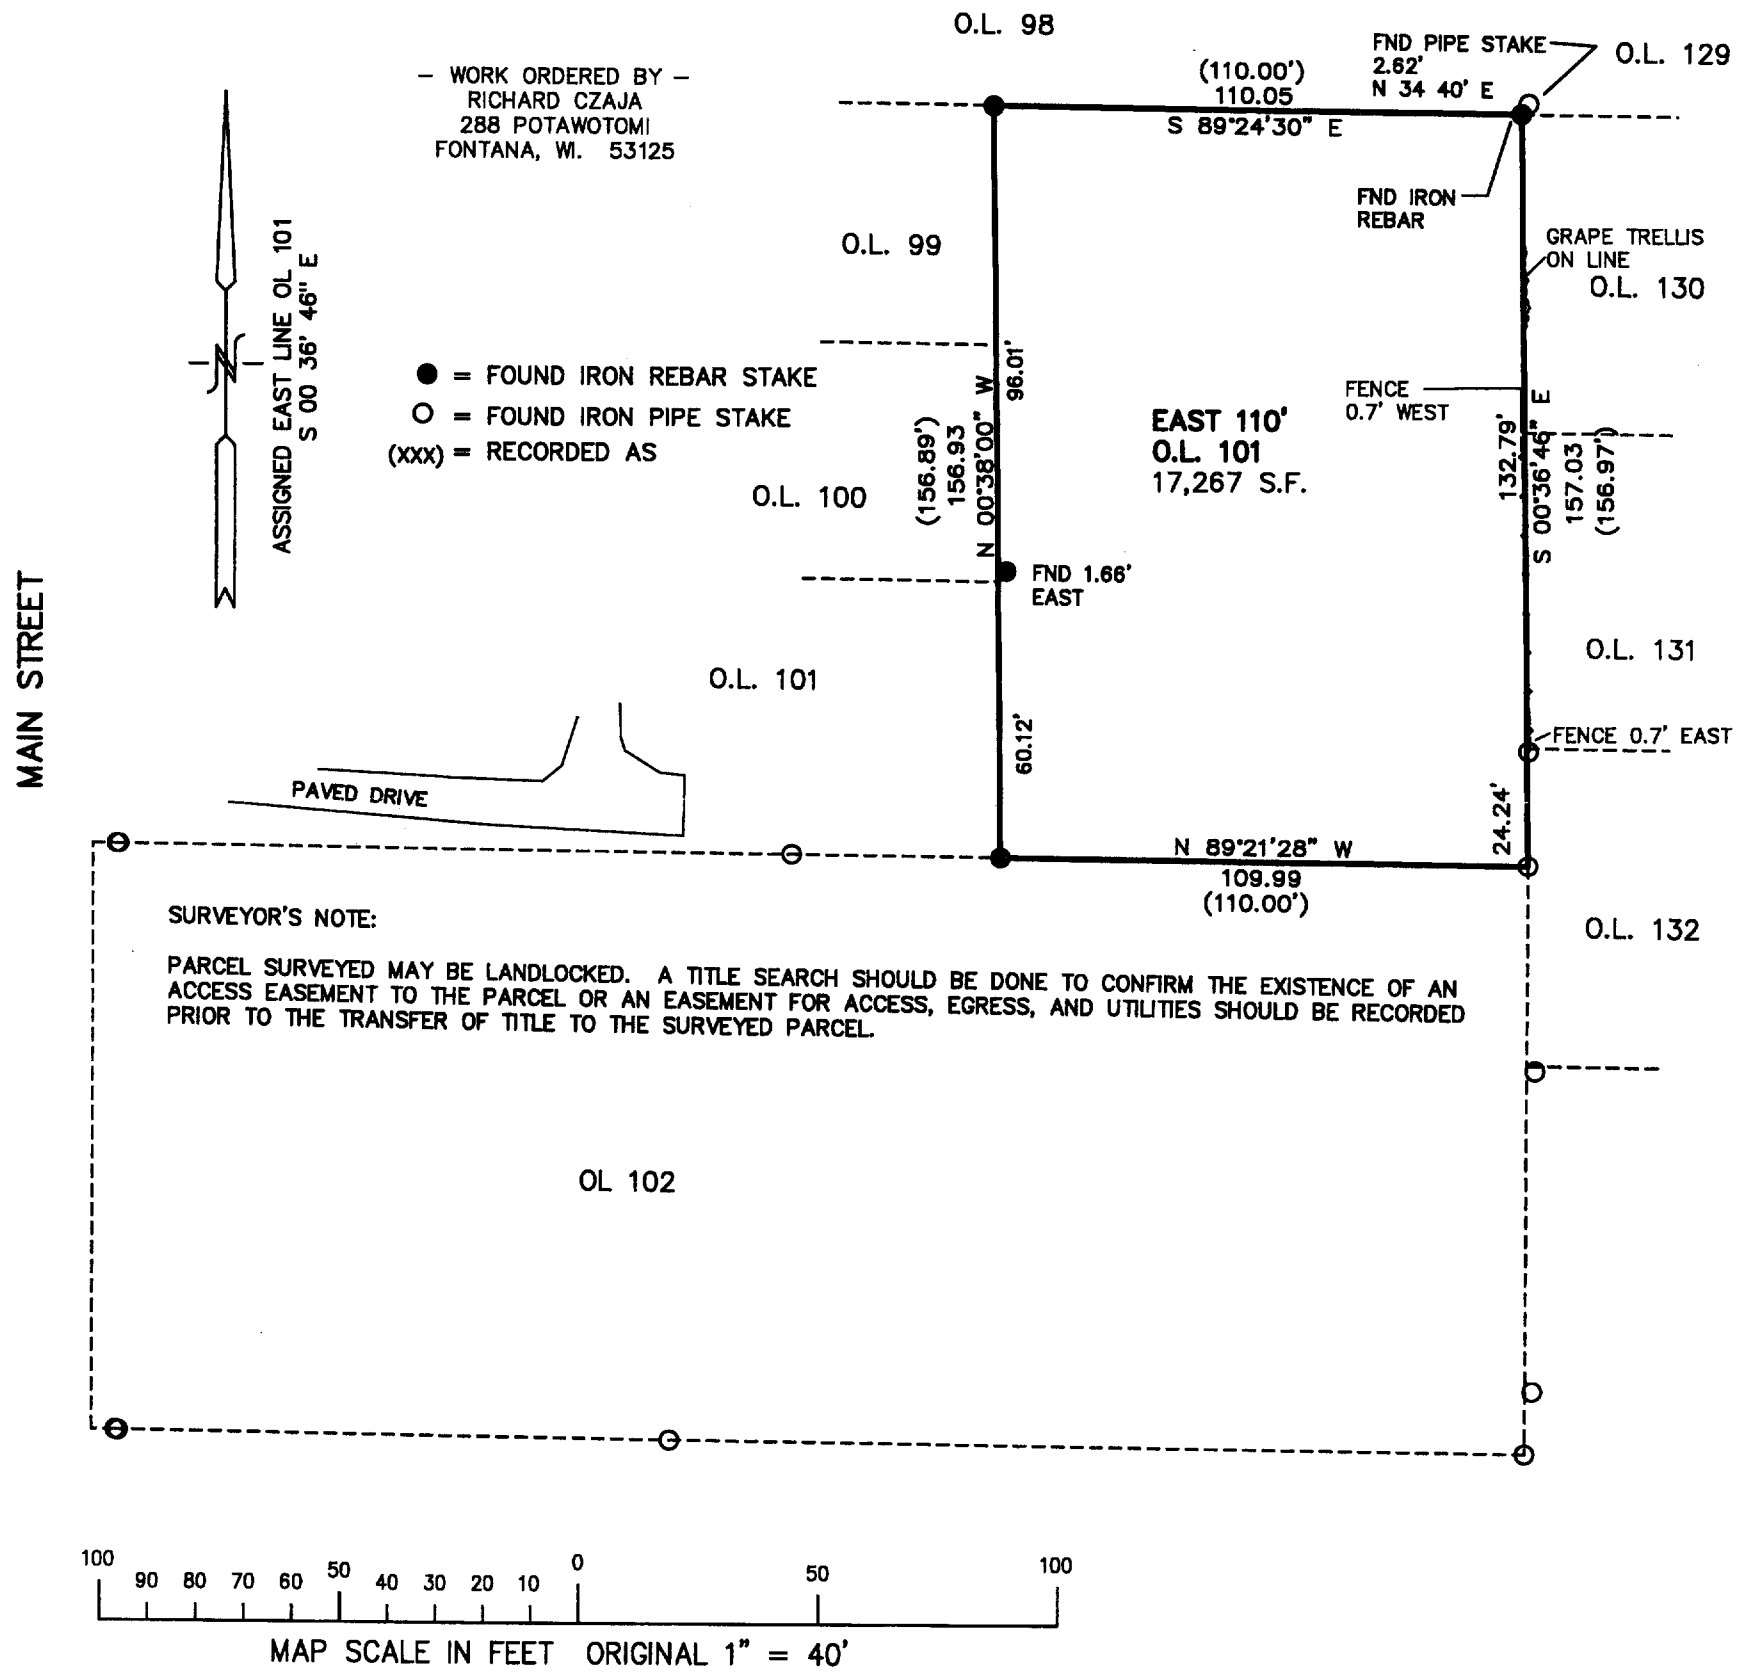 O.L. 98
— WORK ORDERED BY —
RICHARD CZAJA
288 POTAWOTOMI
FONTANA, WI. 53125
(110.00')
110.05
S 89°24'30" E
FND PIPE STAKE
2.62'
N 34 40' E
O.L. 129
FND IRON
REBAR
O.L. 99
GRAPE TRELLIS
ON LINE
O.L. 130
ASSIGNED EAST LINE OL 101
S 00 36' 46" E
N
● = FOUND IRON REBAR STAKE
○ = FOUND IRON PIPE STAKE
(XXX) = RECORDED AS
(156.89')
156.93
N 00°38'00" W
96.01'
FENCE
0.7' WEST
EAST 110'
O.L. 101
17,267 S.F.
132.79'
S 00°36'46" E
157.03
(156.97')
O.L. 100
FND 1.66'
EAST
MAIN STREET
O.L. 101
O.L. 131
60.12'
FENCE 0.7' EAST
PAVED DRIVE
24.24'
N 89°21'28" W
109.99
(110.00')
O.L. 132
SURVEYOR'S NOTE:
PARCEL SURVEYED MAY BE LANDLOCKED. A TITLE SEARCH SHOULD BE DONE TO CONFIRM THE EXISTENCE OF AN
ACCESS EASEMENT TO THE PARCEL OR AN EASEMENT FOR ACCESS, EGRESS, AND UTILITIES SHOULD BE RECORDED
PRIOR TO THE TRANSFER OF TITLE TO THE SURVEYED PARCEL.
OL 102
100 90 80 70 60 50 40 30 20 10 0 50 100
MAP SCALE IN FEET ORIGINAL 1" = 40'